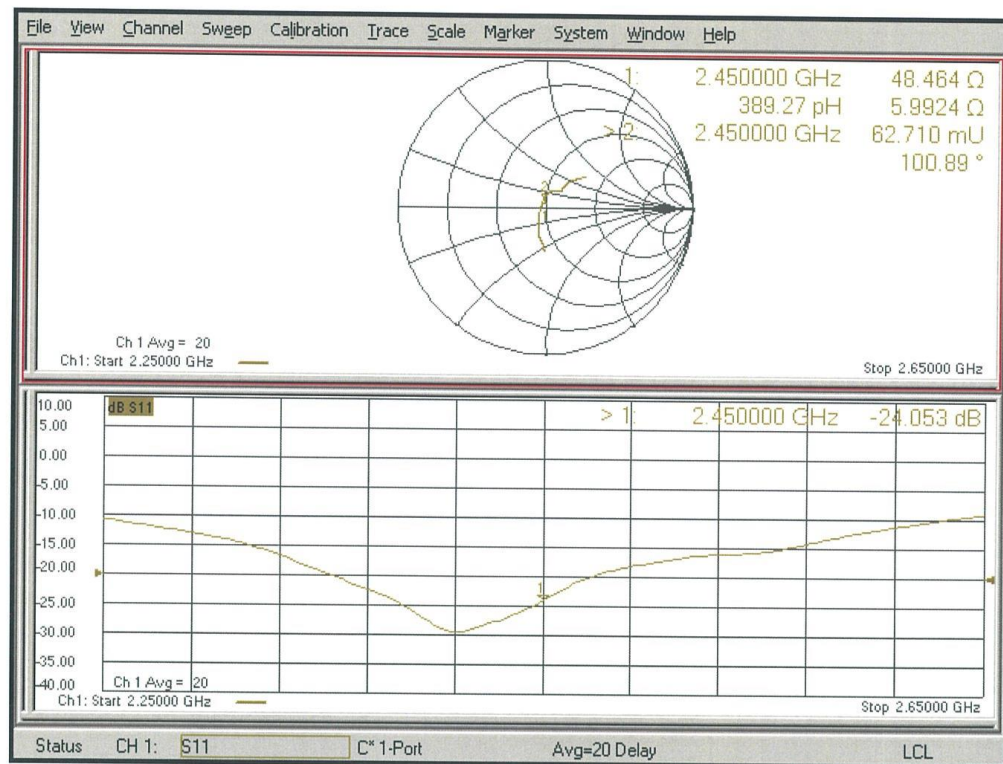 File View Channel Sweep Calibration Trace Scale Marker System Window Help
1: 2.450000 GHz 48.464 Ω
389.27 pH 5.9924 Ω
> 2: 2.450000 GHz 62.710 mU
100.89 °
2
1
Ch 1 Avg = 20
Ch1: Start 2.25000 GHz
Stop 2.65000 GHz
10.00
dB S11
> 1: 2.450000 GHz -24.053 dB
5.00
0.00
-5.00
-10.00
-15.00
-20.00
1
-30.00
-35.00
-40.00
Ch 1 Avg = 20
Ch1: Start 2.25000 GHz
Stop 2.65000 GHz
Status CH 1: S11 C* 1-Port Avg=20 Delay LCL